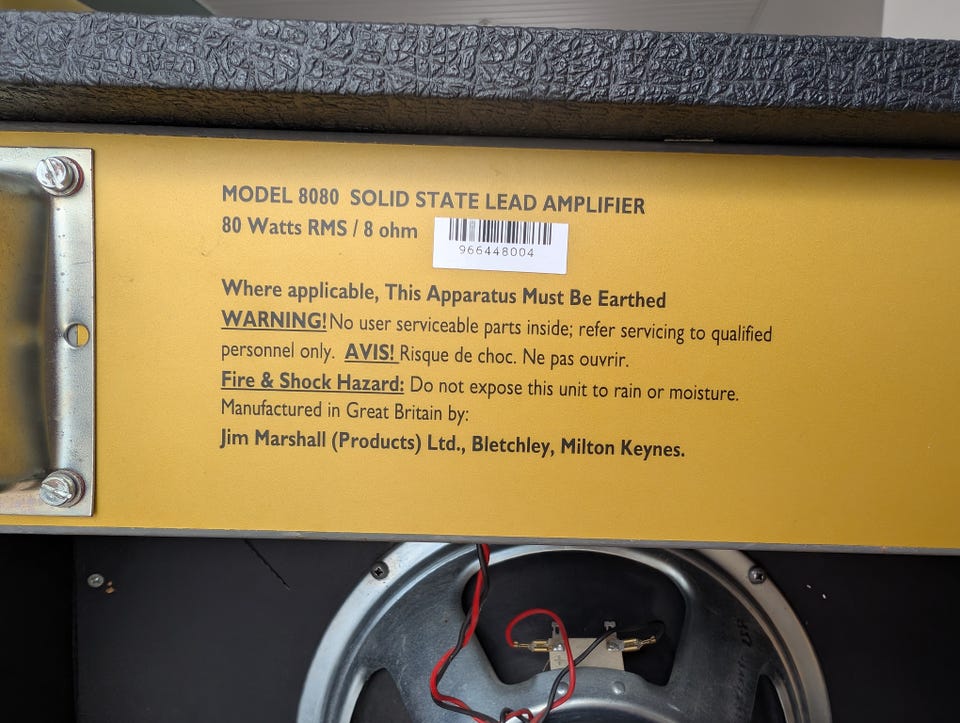 MODEL 8080 SOLID STATE LEAD AMPLIFIER
80 Watts RMS / 8 ohm
966448004
Where applicable, This Apparatus Must Be Earthed
WARNING! No user serviceable parts inside; refer servicing to qualified
personnel only. AVIS! Risque de choc. Ne pas ouvrir.
Fire & Shock Hazard: Do not expose this unit to rain or moisture.
Manufactured in Great Britain by:
Jim Marshall (Products) Ltd., Bletchley, Milton Keynes.